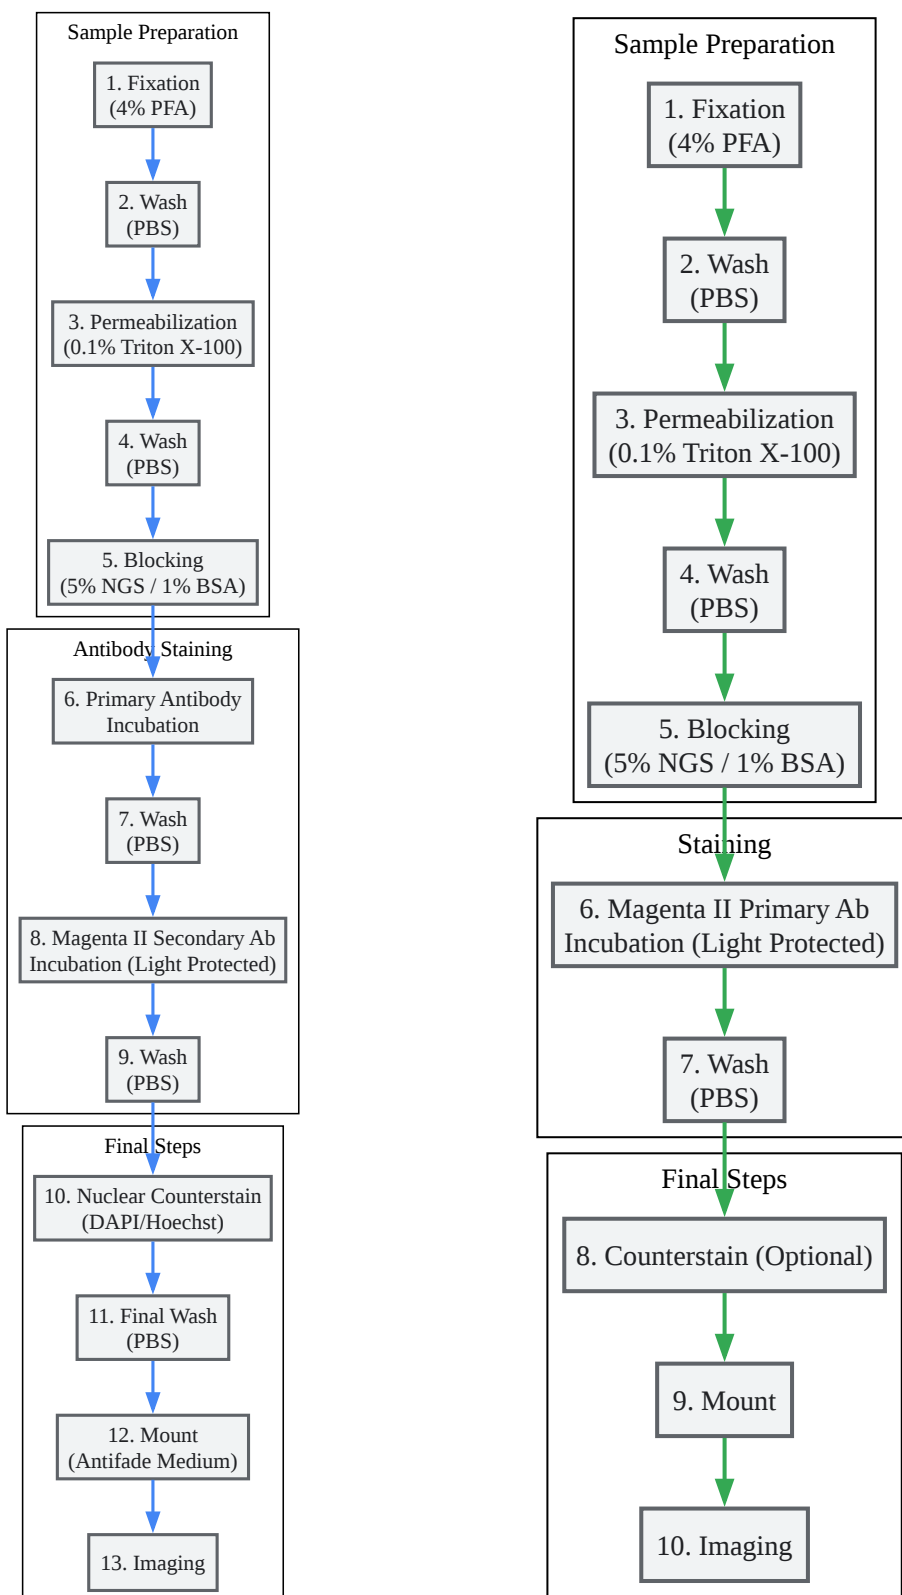 Sample Preparation
1. Fixation
(4% PFA)
2. Wash
(PBS)
3. Permeabilization
(0.1% Triton X-100)
4. Wash
(PBS)
5. Blocking
(5% NGS / 1% BSA)
Antibody Staining
6. Primary Antibody
Incubation
7. Wash
(PBS)
8. Magenta II Secondary Ab
Incubation (Light Protected)
9. Wash
(PBS)
Final Steps
10. Nuclear Counterstain
(DAPI/Hoechst)
11. Final Wash
(PBS)
12. Mount
(Antifade Medium)
13. Imaging
Sample Preparation
1. Fixation
(4% PFA)
2. Wash
(PBS)
3. Permeabilization
(0.1% Triton X-100)
4. Wash
(PBS)
5. Blocking
(5% NGS / 1% BSA)
Staining
6. Magenta II Primary Ab
Incubation (Light Protected)
7. Wash
(PBS)
Final Steps
8. Counterstain (Optional)
9. Mount
10. Imaging